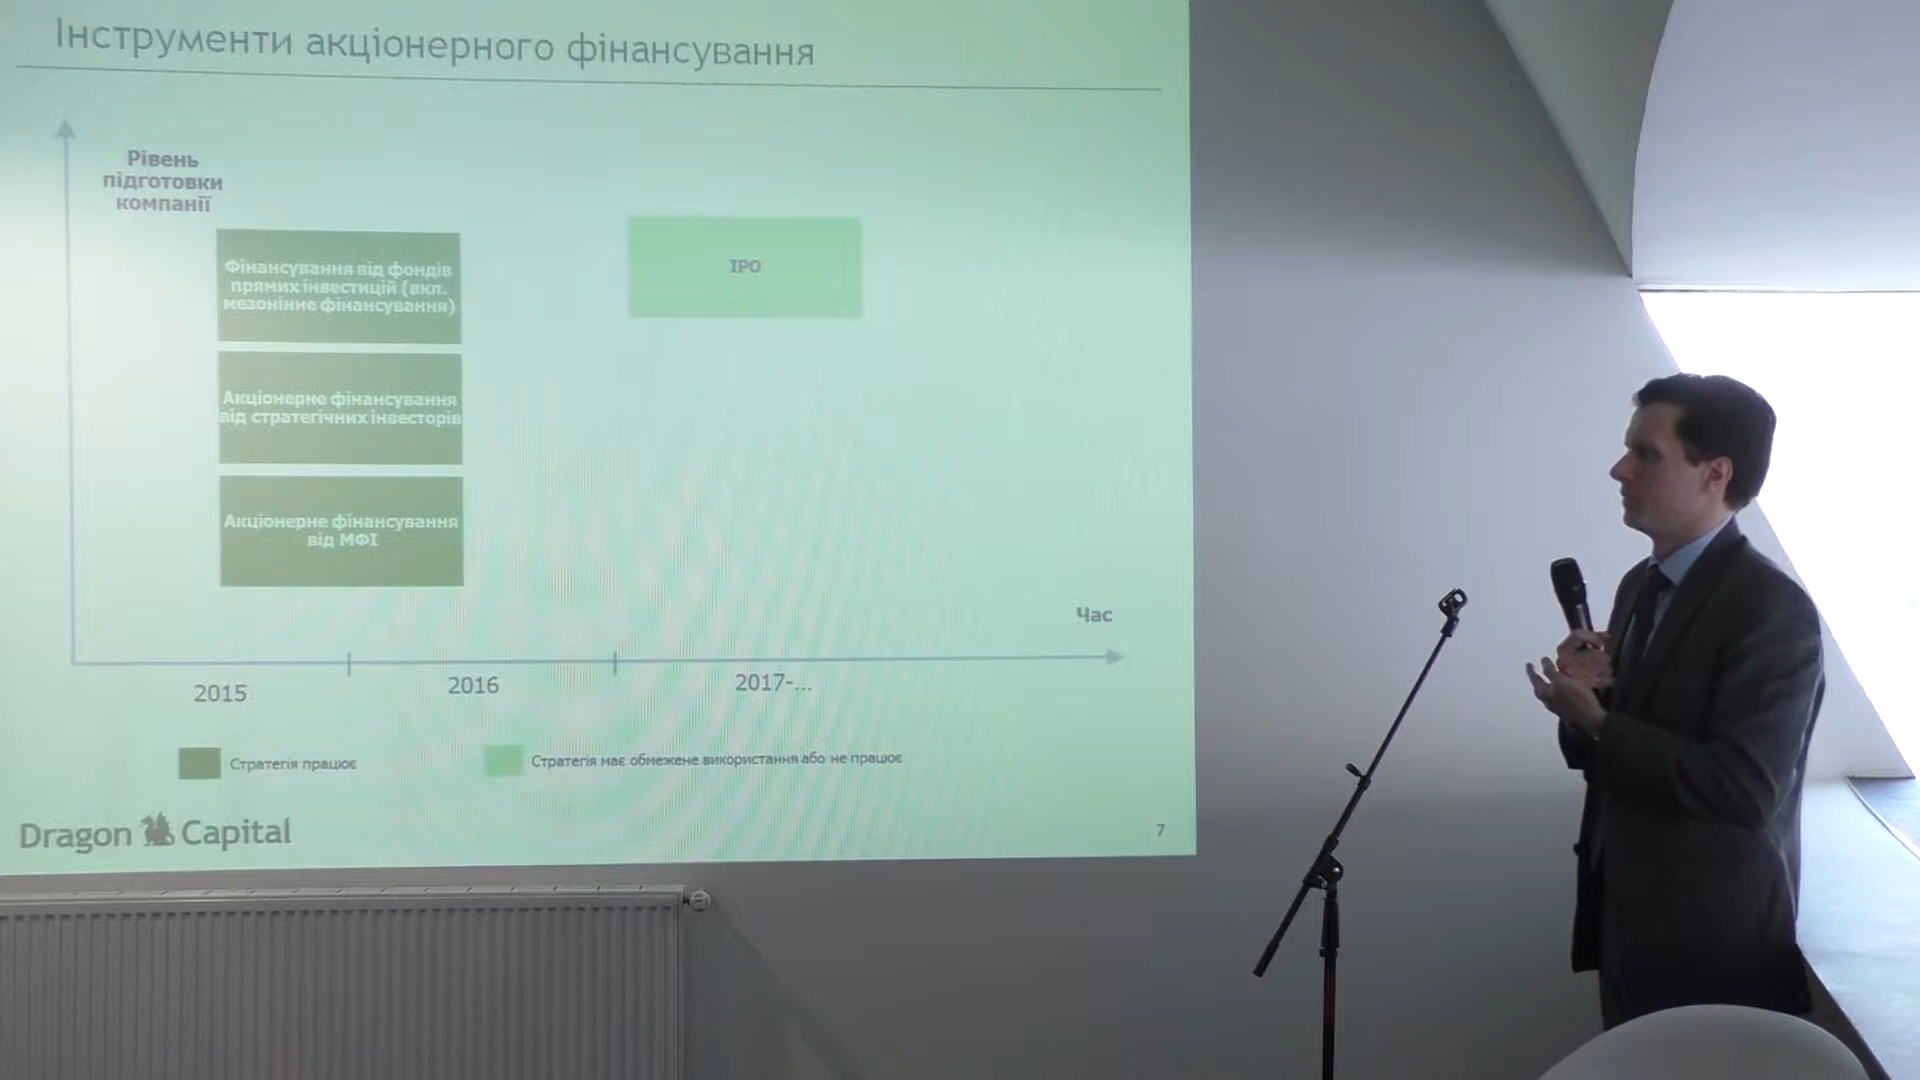 Інструменти акціонерного фінансування
Рівень
підготовки
компанії
Фінансування від фондів
прямих інвестицій (вкл.
мезонінне фінансування)
IPO
Акціонерне фінансування
від стратегічних інвесторів
Акціонерне фінансування
від МФІ
Час
2015
2016
2017-...
Стратегія працює
Стратегія має обмежене використання або не працює
Dragon Capital
7